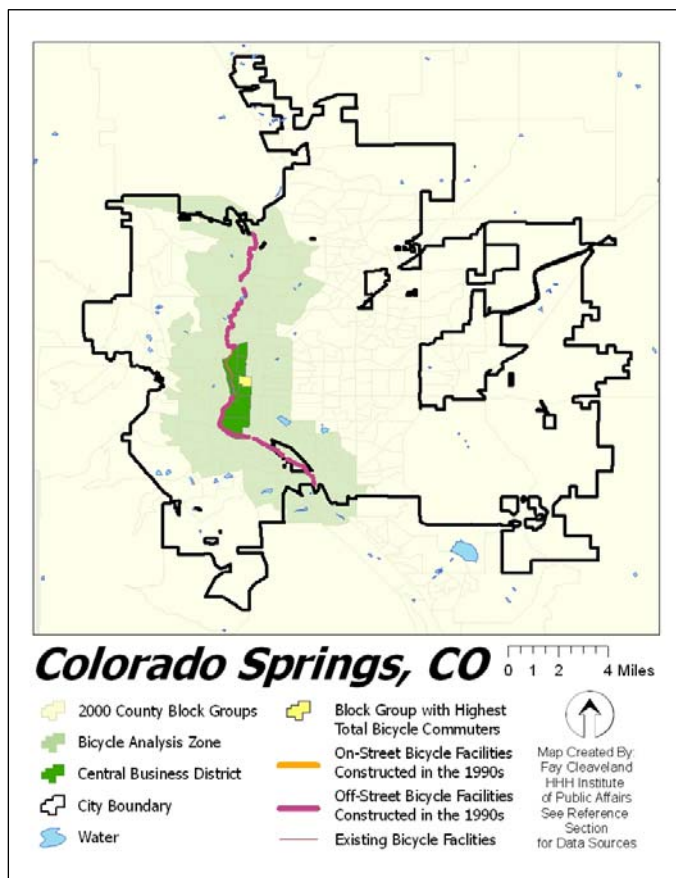 Colorado Springs, CO
0 1 2 4 Miles
2000 County Block Groups
Bicycle Analysis Zone
Central Business District
City Boundary
Water
Block Group with Highest
Total Bicycle Commuters
On-Street Bicycle Facilities
Constructed in the 1990s
Off-Street Bicycle Facilities
Constructed in the 1990s
Existing Bicycle Facilities
Map Created By:
Fay Cleaveland
HHH Institute
of Public Affairs
See Reference
Section
for Data Sources